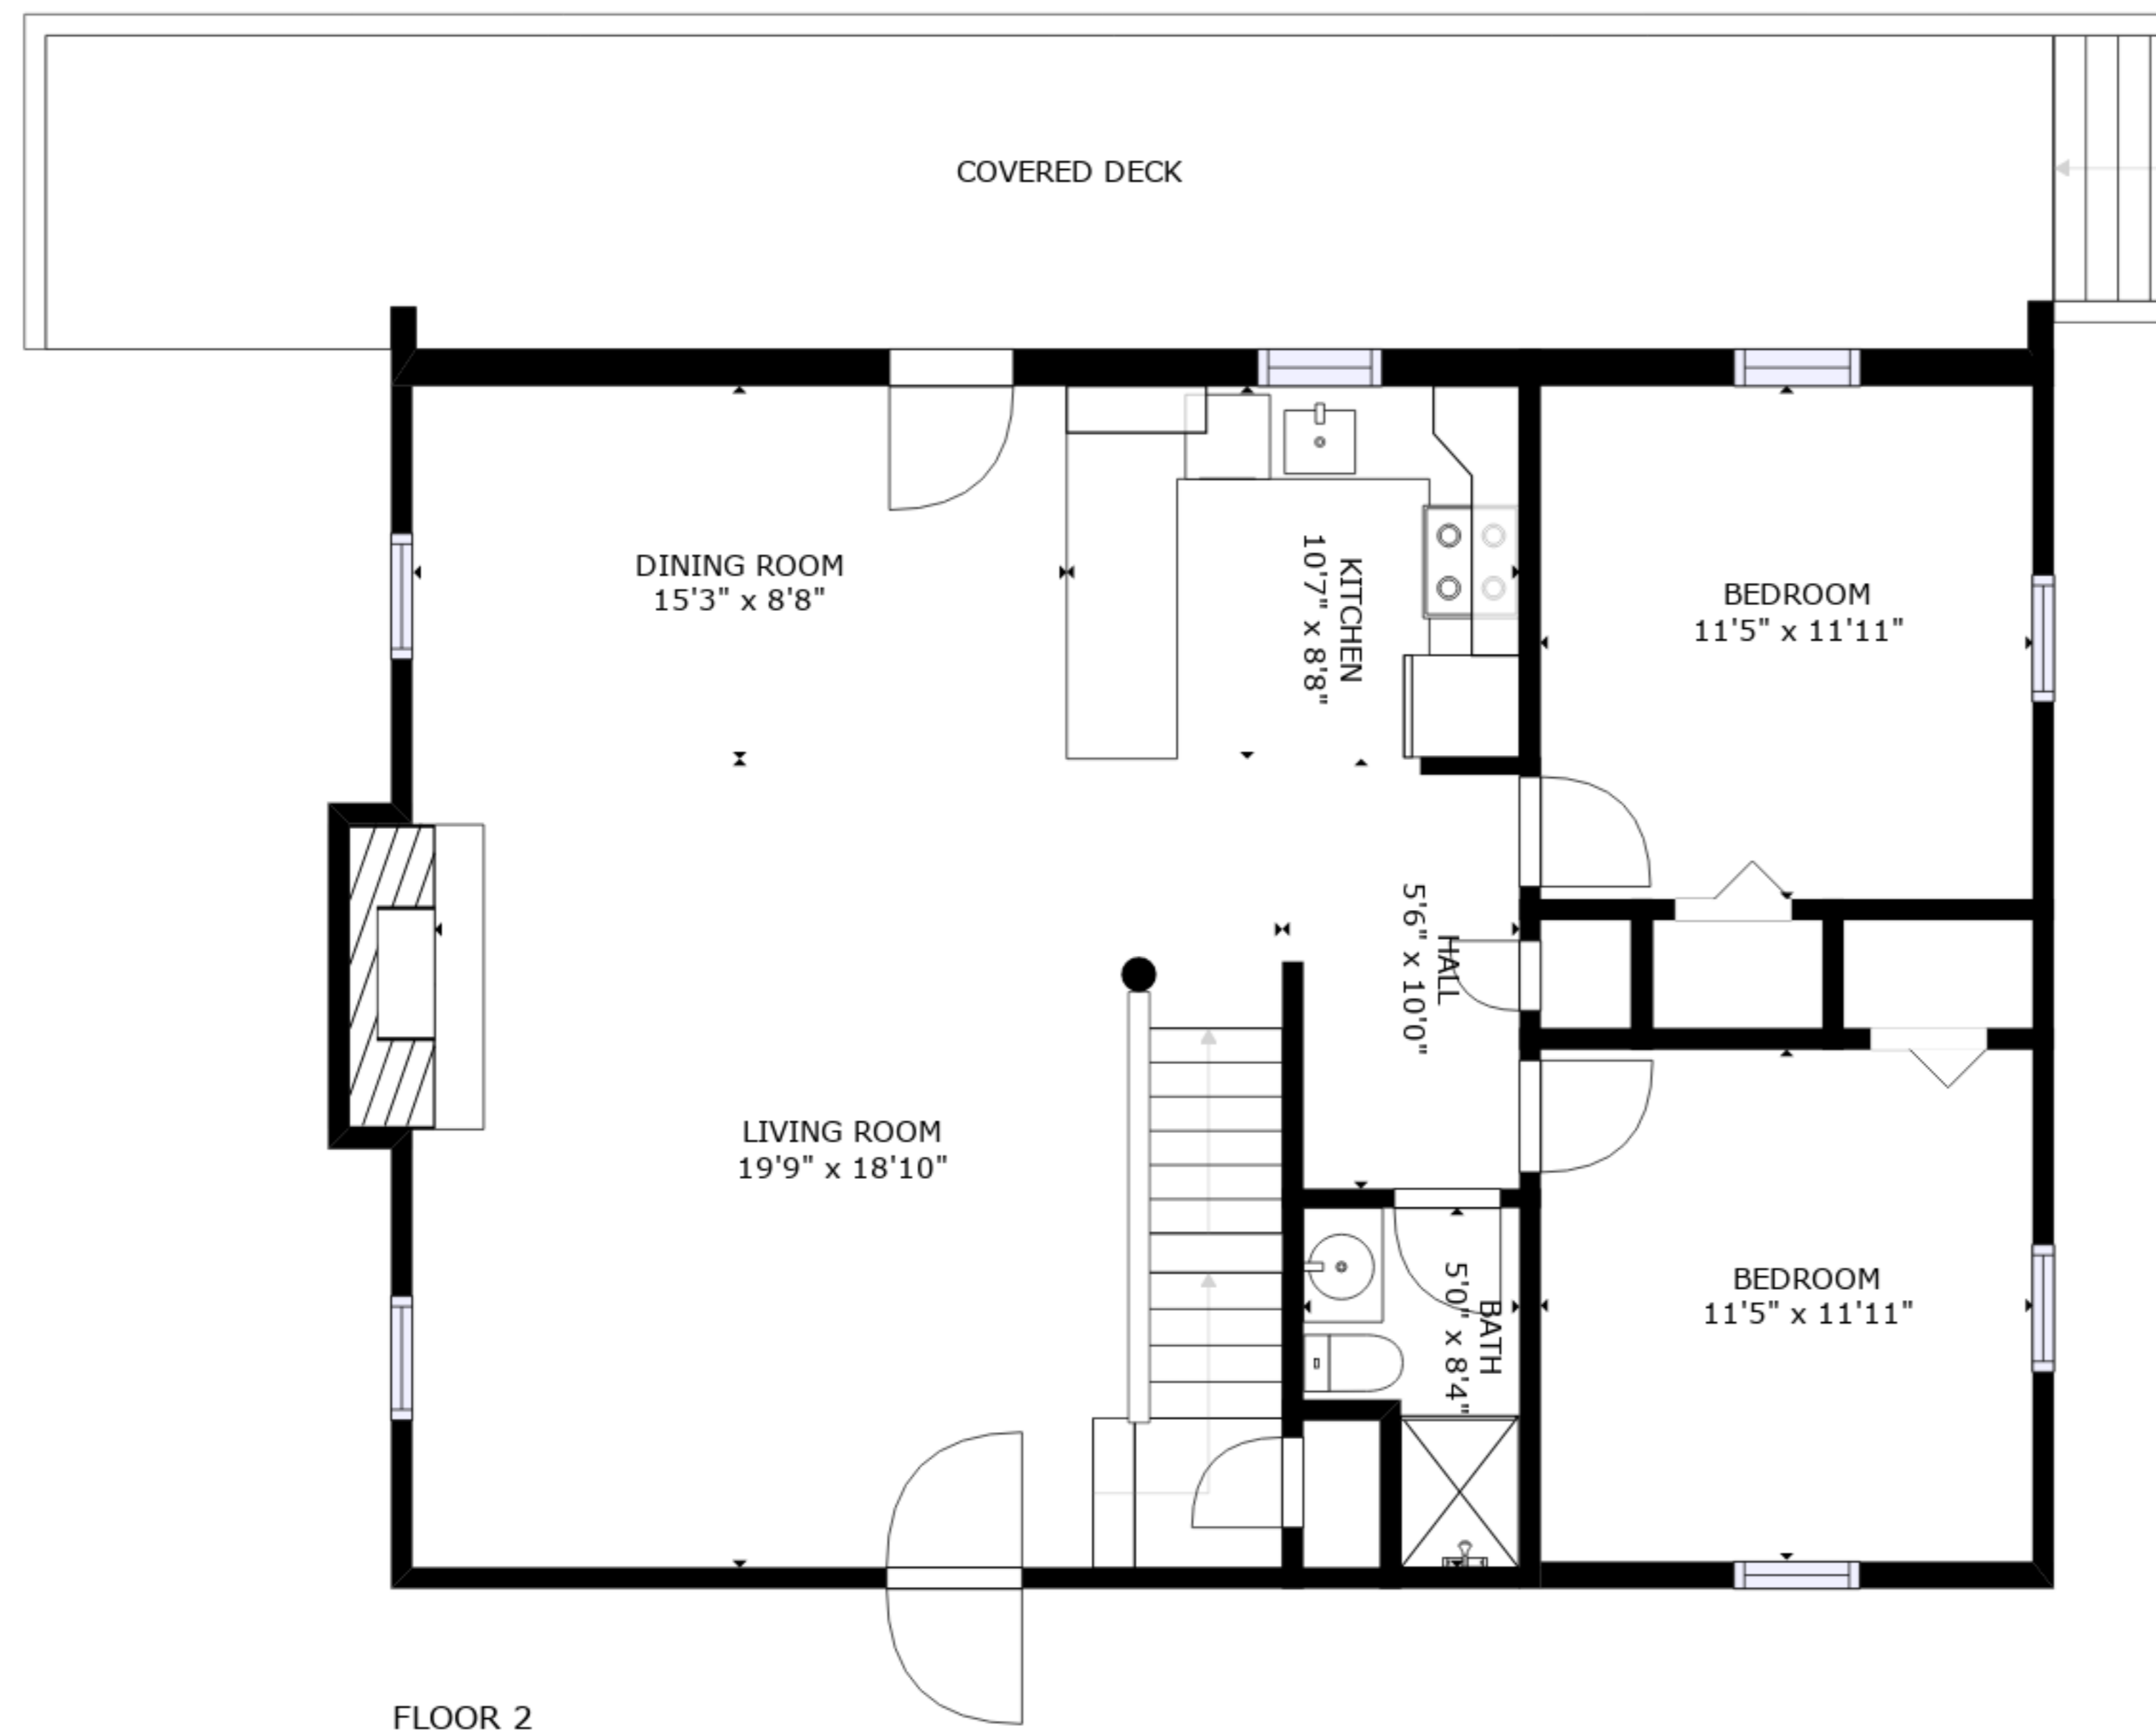 COVERED DECK
DINING ROOM
15'3" x 8'8"
KITCHEN
10'7" x 8'8"
BEDROOM
11'5" x 11'11"
HALL
5'6" x 10'0"
LIVING ROOM
19'9" x 18'10"
BATH
5'0" x 8'4"
BEDROOM
11'5" x 11'11"
FLOOR 2